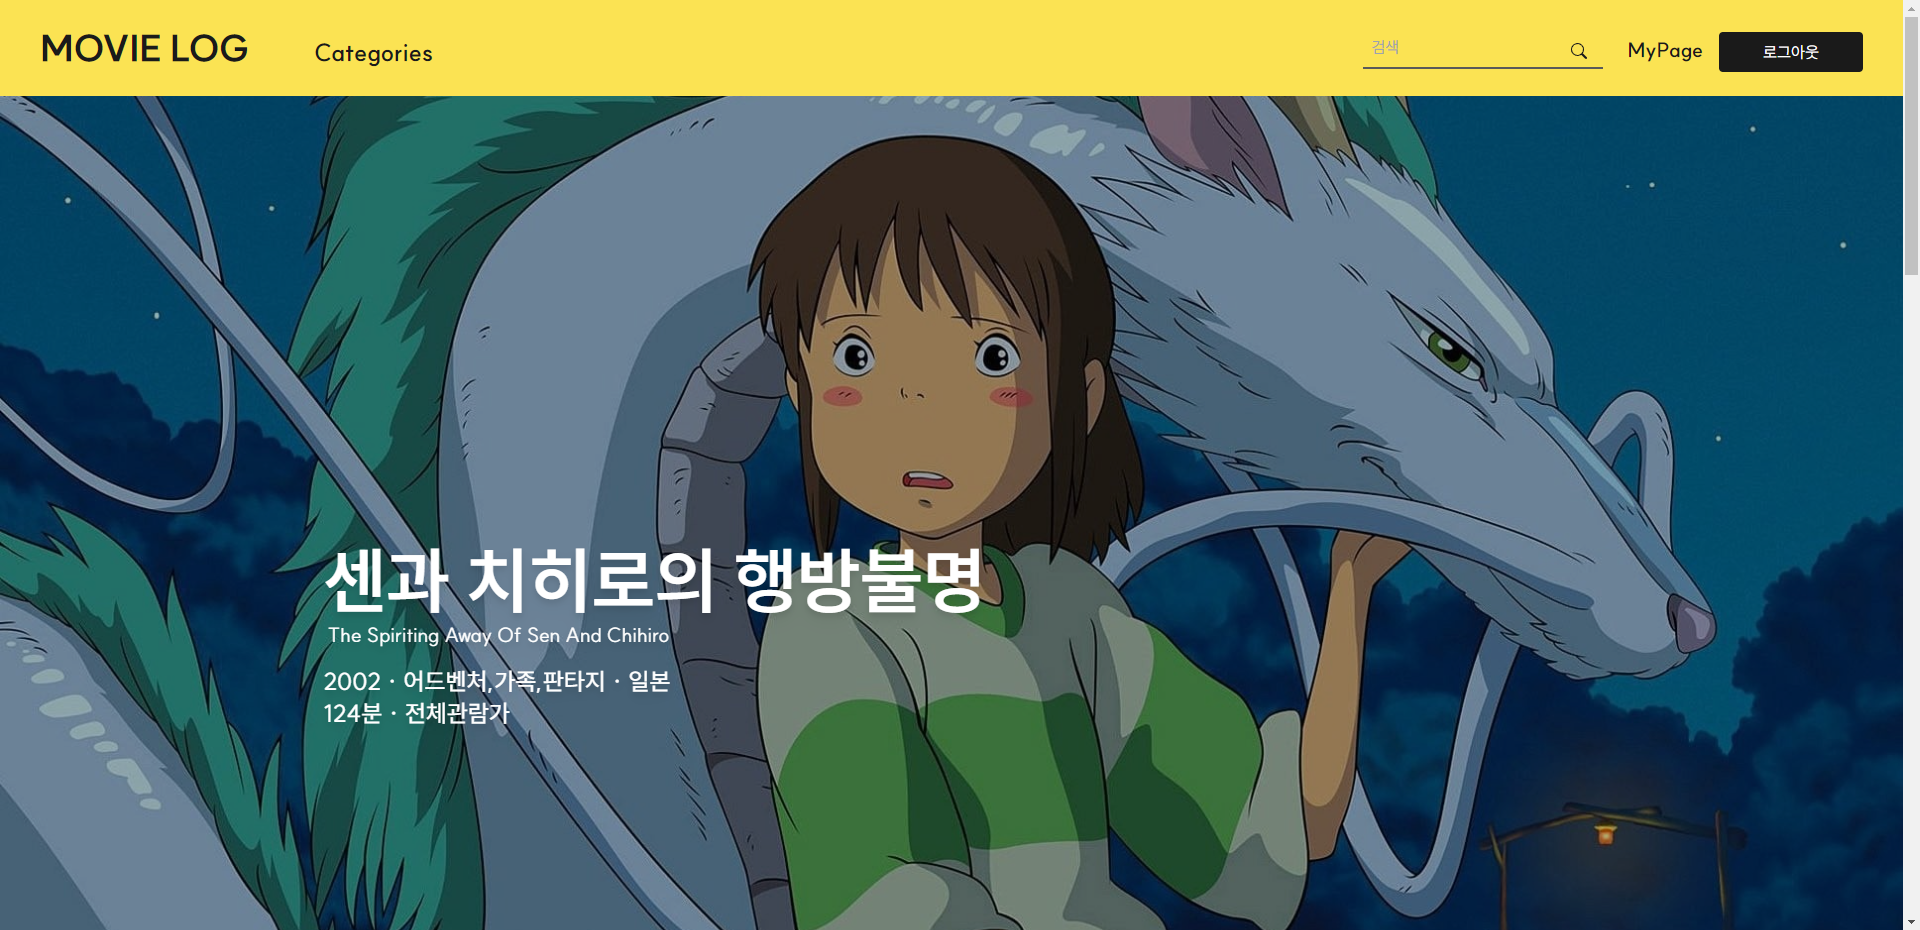 MOVIE LOG
Categories
검색
MyPage
로그아웃
센과 치히로의 행방불명
The Spiriting Away Of Sen And Chihiro
2002 · 어드벤처,가족,판타지 · 일본
124분 · 전체관람가